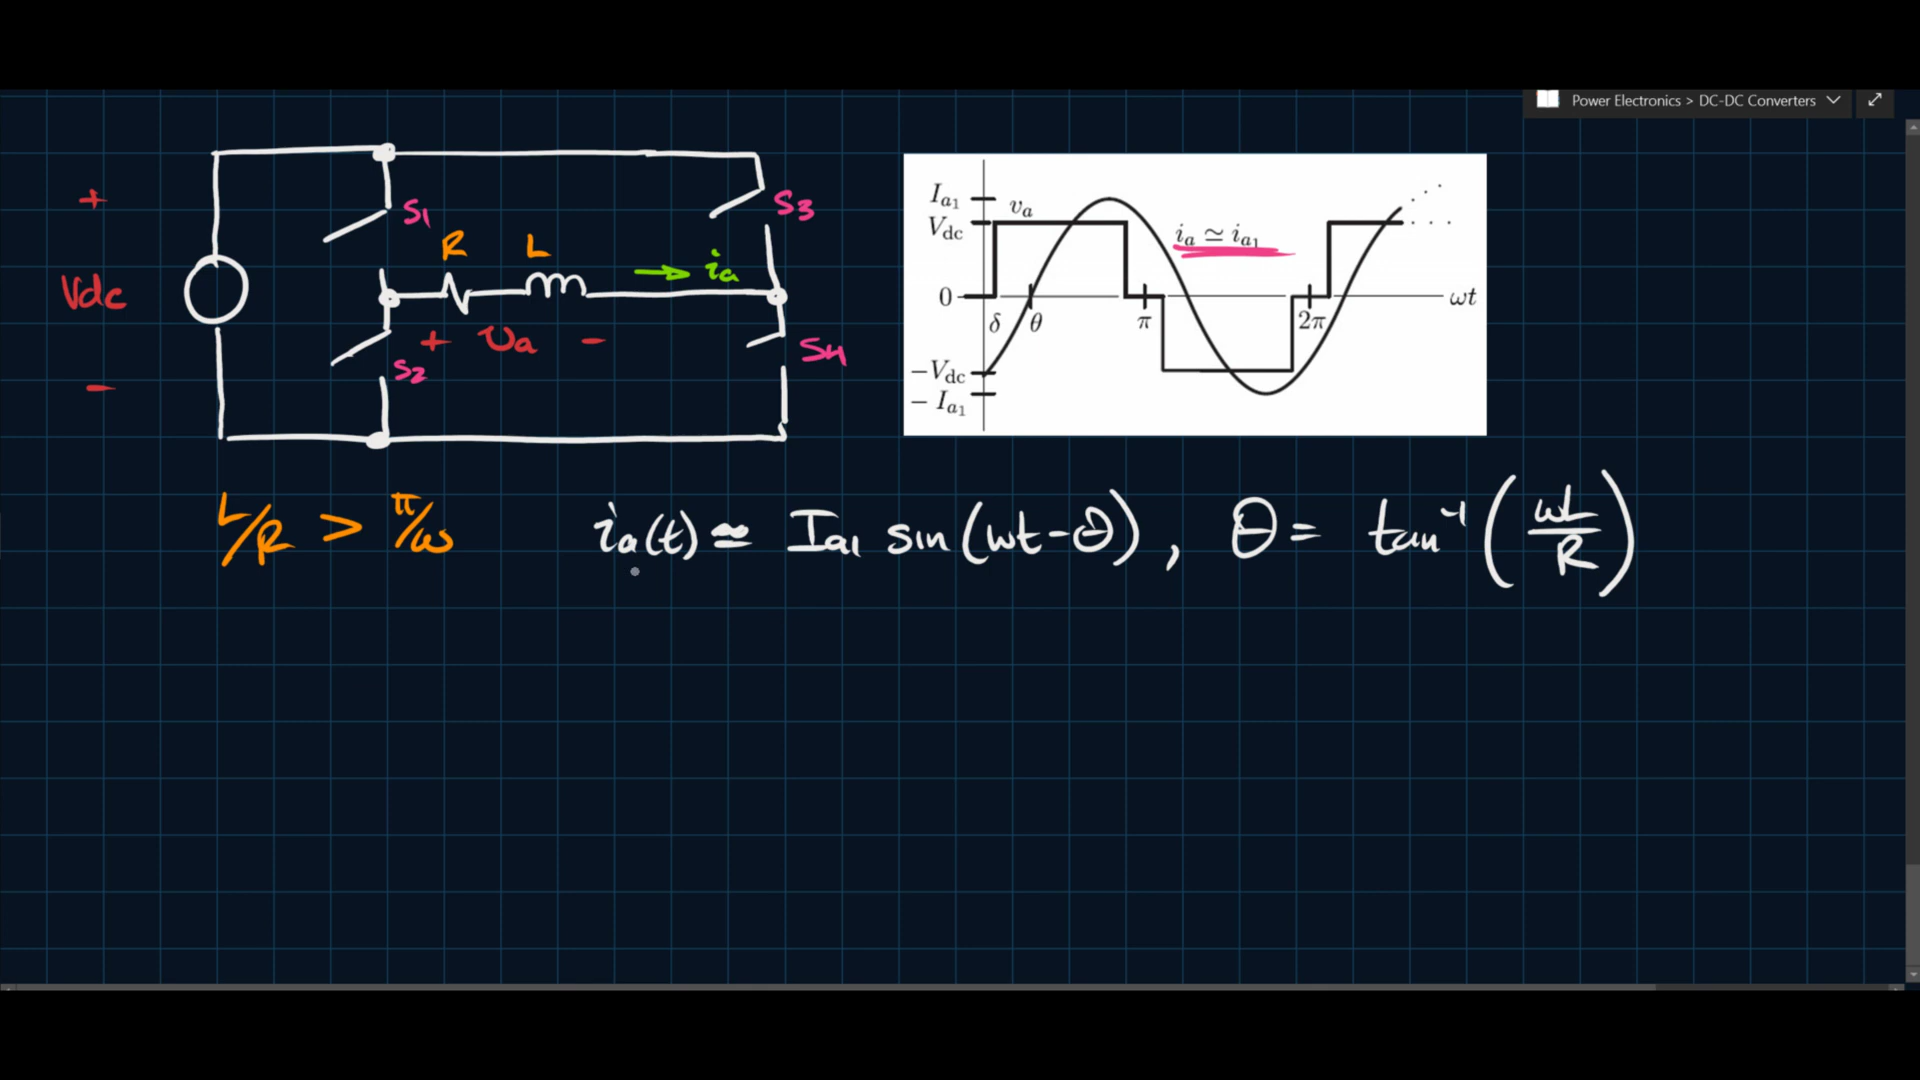 Power Electronics > DC-DC Converters
+
Vdc
-
S1
S2
S3
S4
R
L
ia
+ Va -
Ia1
Vdc
0
-Vdc
- Ia1
va
ia ≃ ia1
δ
θ
π
2π
ωt
L/R > π/ω
ia(t) ≃ Ia1 sin(ωt-θ), θ = tan⁻¹(ωL/R)